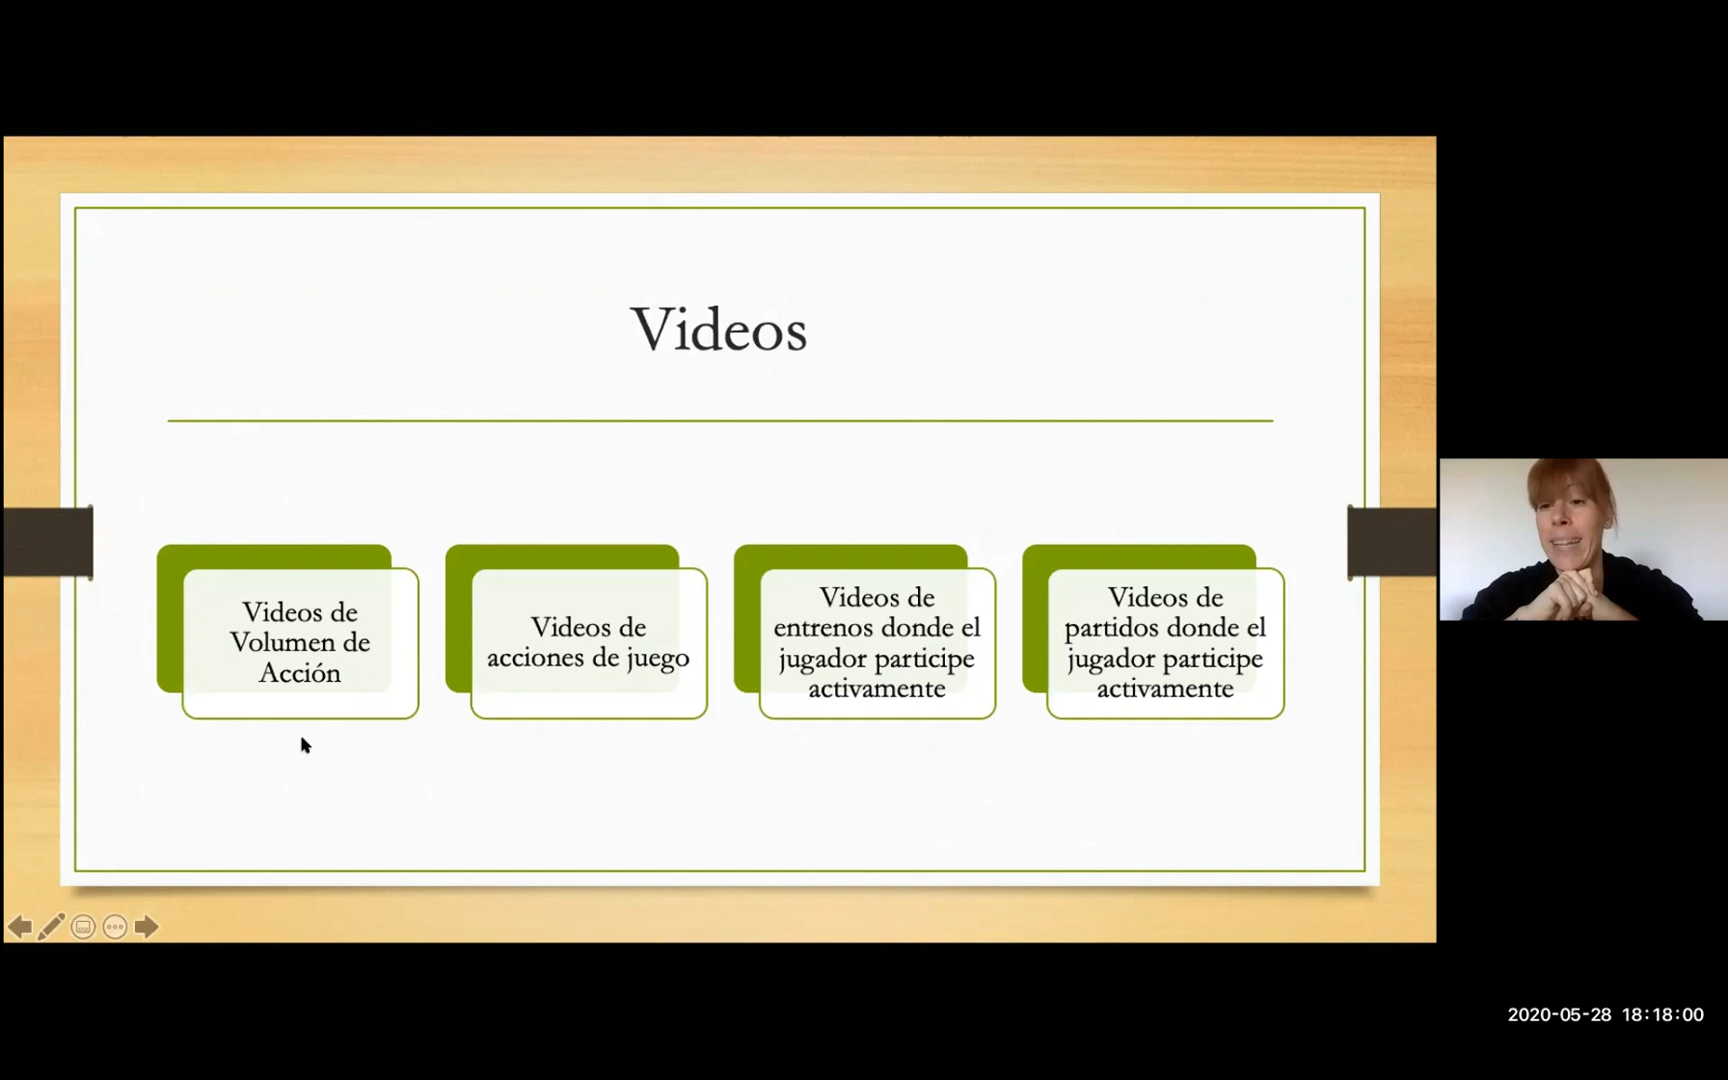 Videos
Videos de
Volumen de
Acción
Videos de
acciones de juego
Videos de
entrenos donde el
jugador participe
activamente
Videos de
partidos donde el
jugador participe
activamente
2020-05-28 18:18:00